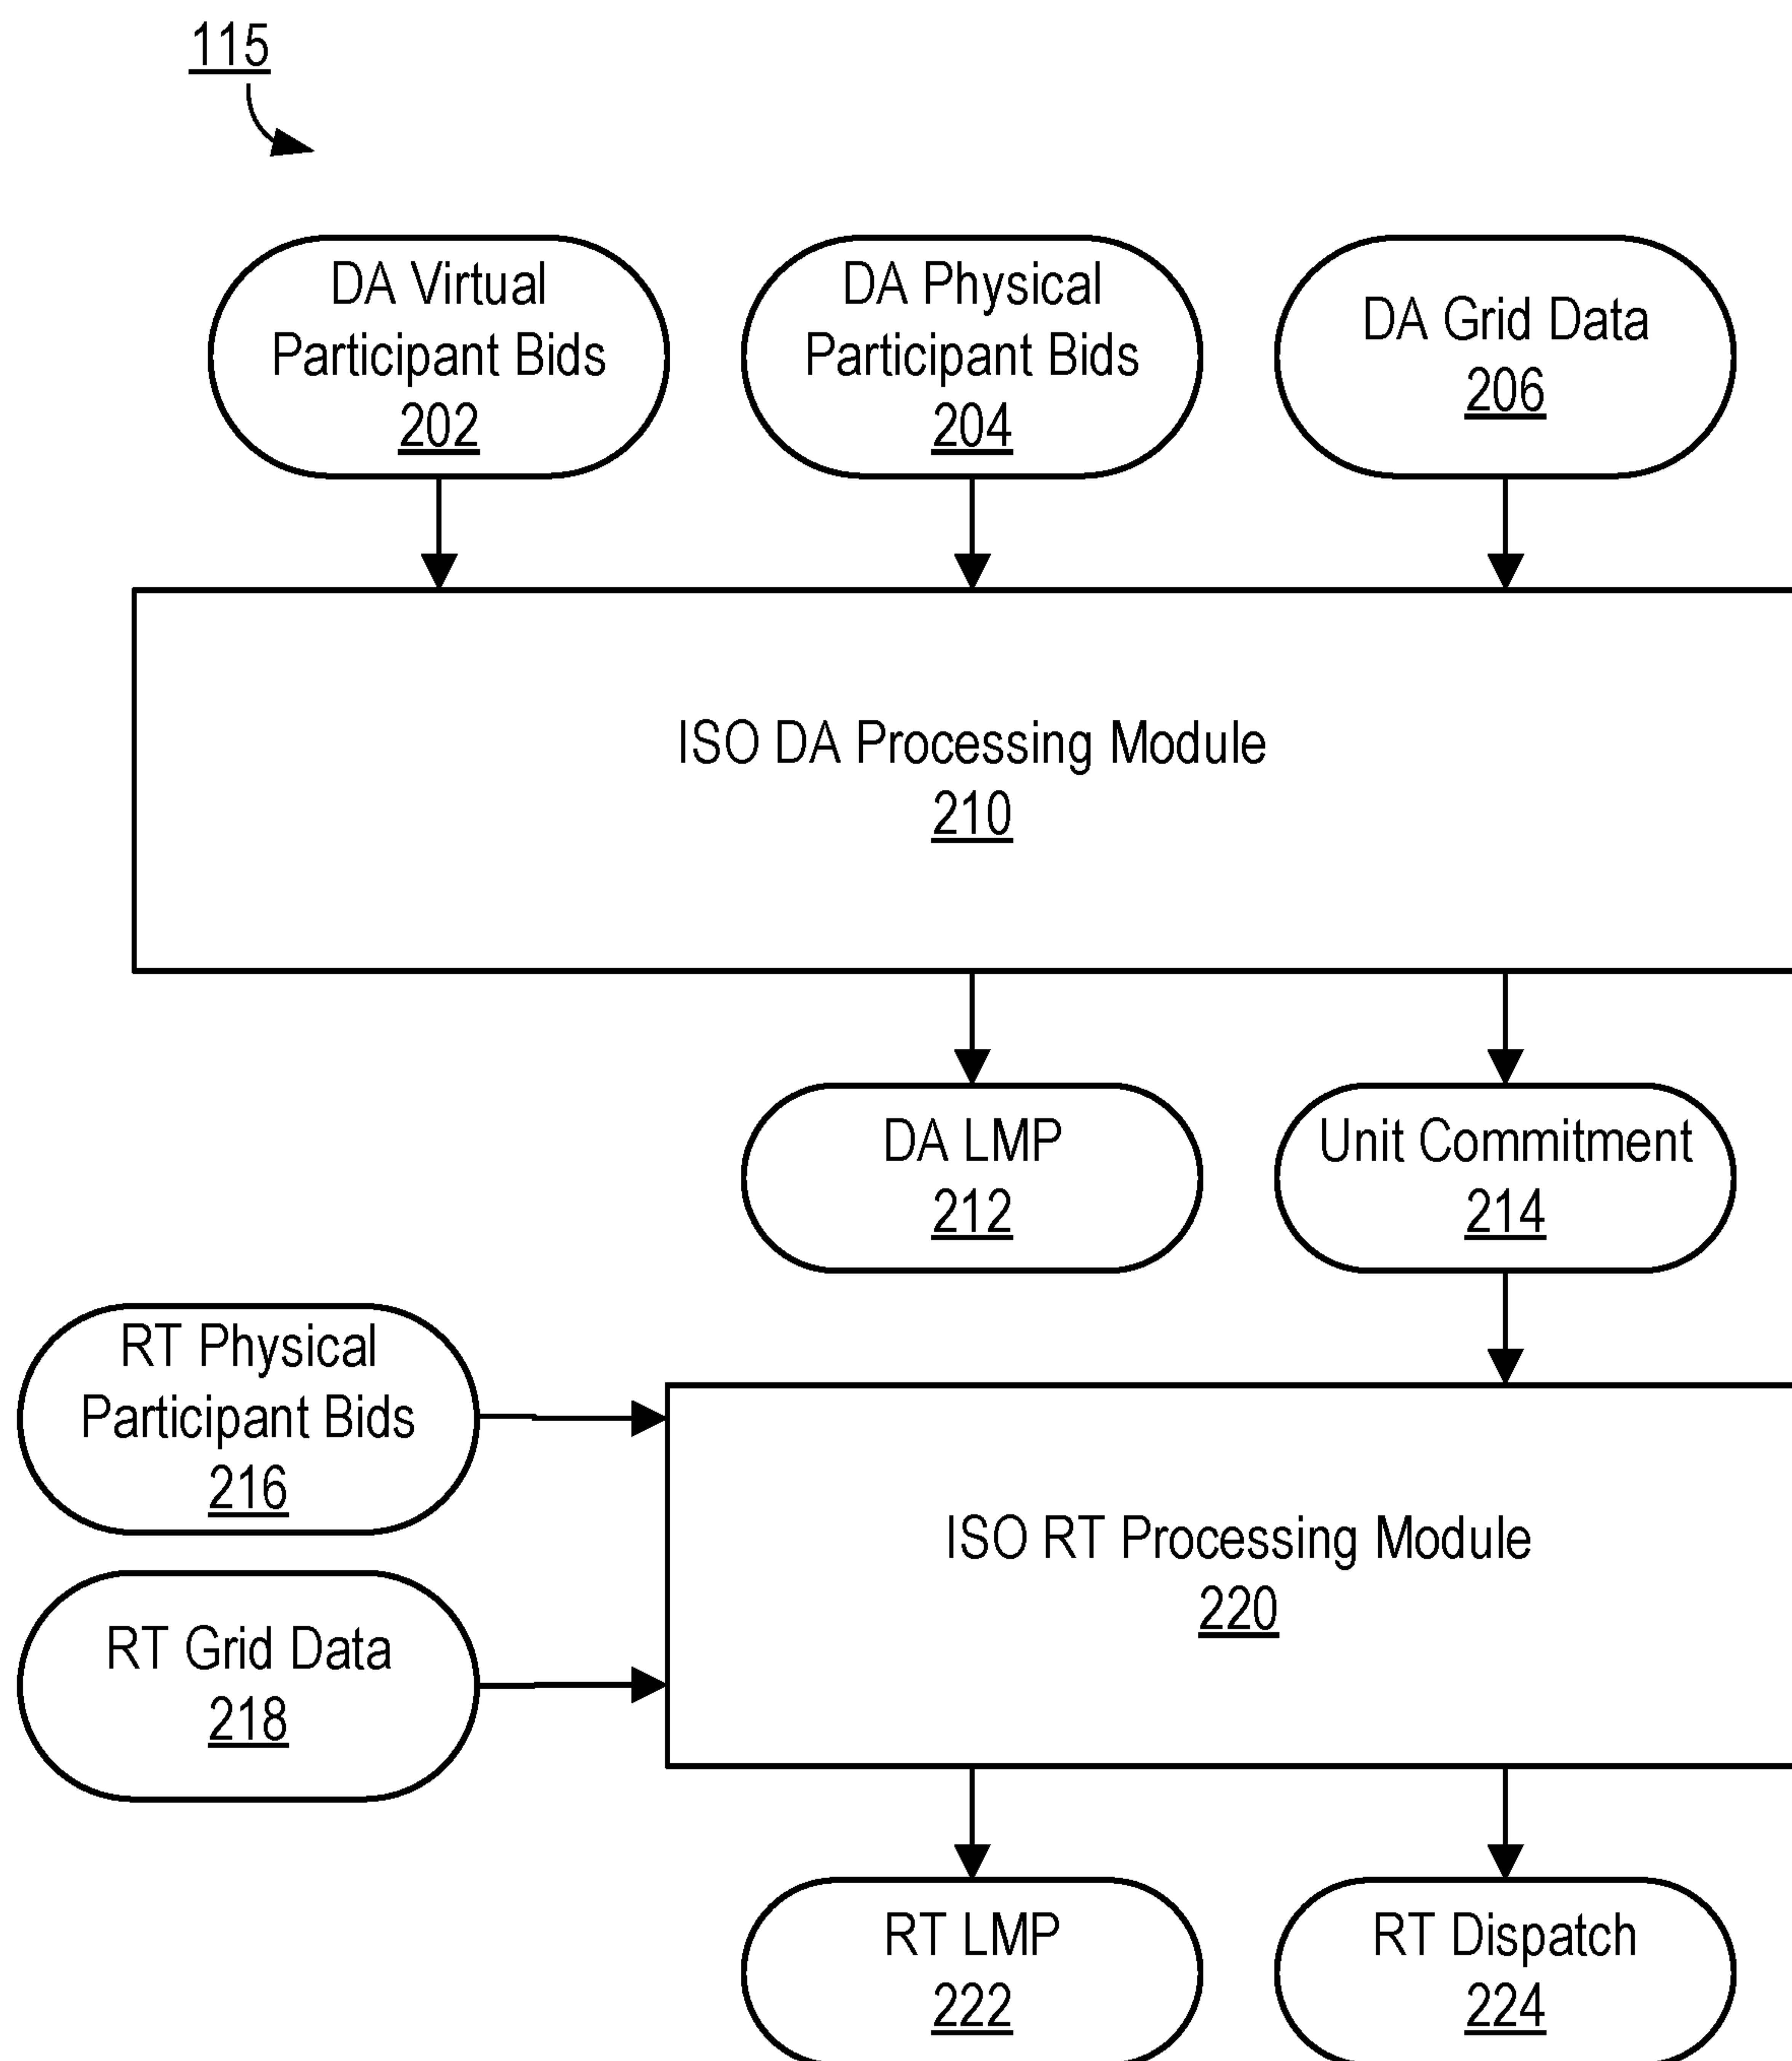 115
DA Virtual
Participant Bids
202
DA Physical
Participant Bids
204
DA Grid Data
206
ISO DA Processing Module
210
DA LMP
212
Unit Commitment
214
RT Physical
Participant Bids
216
RT Grid Data
218
ISO RT Processing Module
220
RT LMP
222
RT Dispatch
224